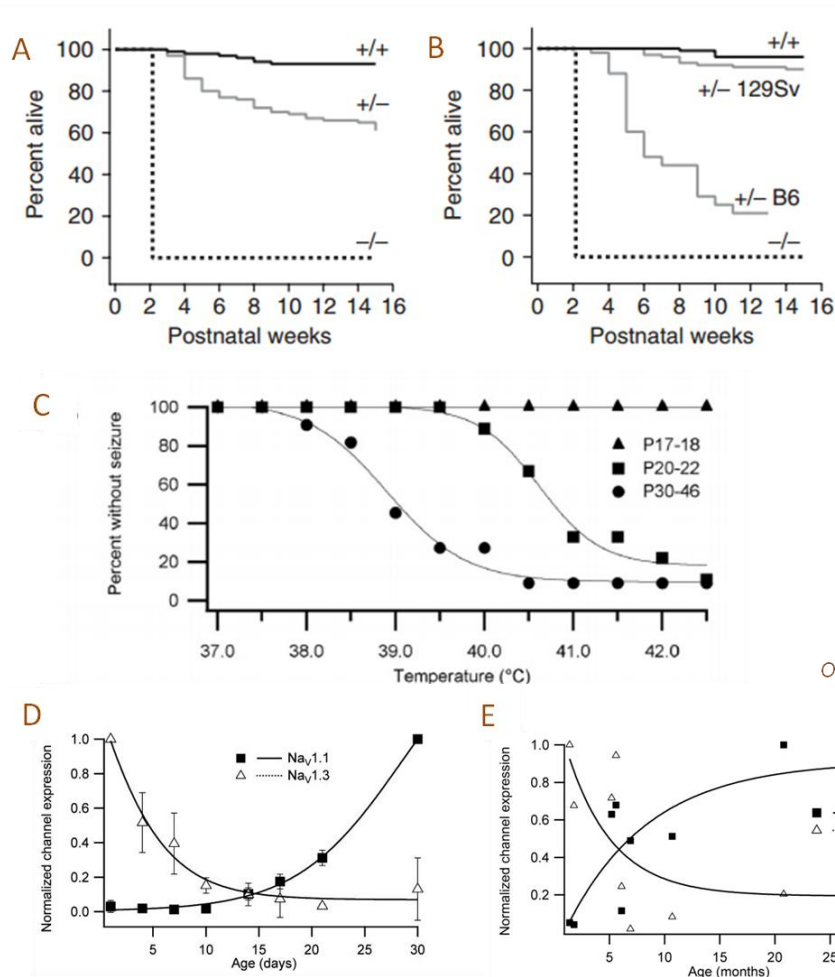 A
100
80
60
40
20
0
Percent alive
+/+
+/–
–/–
0 2 4 6 8 10 12 14 16
Postnatal weeks
B
100
80
60
40
20
0
Percent alive
+/+
+/– 129Sv
+/– B6
–/–
0 2 4 6 8 10 12 14 16
Postnatal weeks
C
100
80
60
40
20
0
Percent without seizure
P17-18
P20-22
P30-46
37.0 38.0 39.0 40.0 41.0 42.0
Temperature (°C)
D
1.0
0.8
0.6
0.4
0.2
0.0
Normalized channel expression
NaV1.1
NaV1.3
5 10 15 20 25 30
Age (days)
E
1.0
0.8
0.6
0.4
0.2
Normalized channel expression
5 10 15 20 25
Age (months)